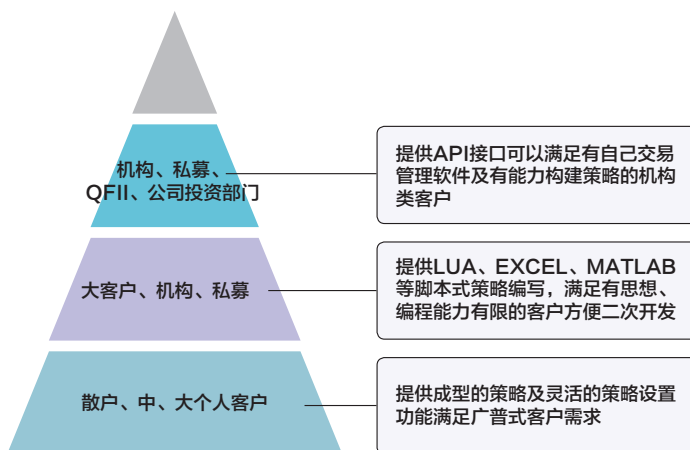 机构、私募、
QFII、公司投资部门
提供API接口可以满足有自己交易
管理软件及有能力构建策略的机构
类客户
大客户、机构、私募
提供LUA、EXCEL、MATLAB
等脚本式策略编写，满足有思想、
编程能力有限的客户方便二次开发
散户、中、大个人客户
提供成型的策略及灵活的策略设置
功能满足广普式客户需求